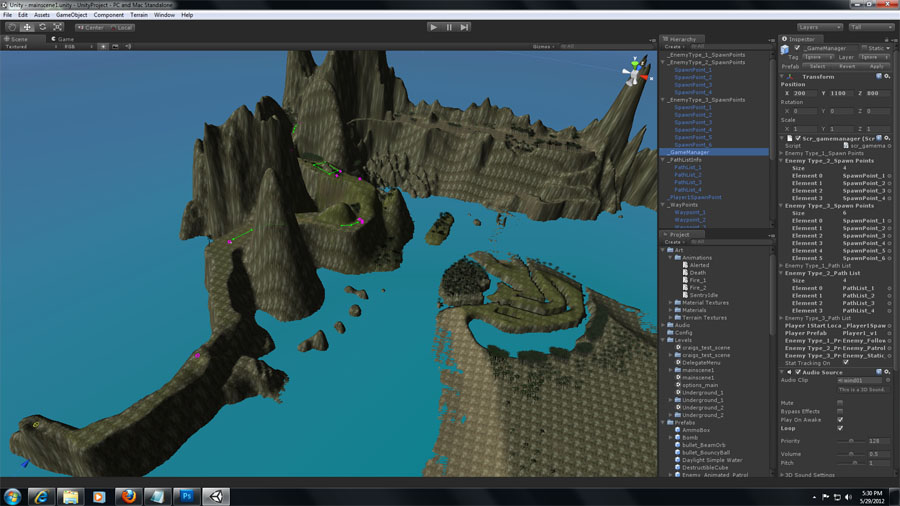 Unity - mainscene1.unity - UnityProject - PC and Mac Standalone
File Edit Assets GameObject Component Terrain Window Help
Center Local
Layers Tall
Scene Game
Textured RGB Gizmos All
Hierarchy
Create All
_EnemyType_1_SpawnPoints
_EnemyType_2_SpawnPoints
SpawnPoint_1
SpawnPoint_2
SpawnPoint_3
SpawnPoint_4
_EnemyType_3_SpawnPoints
SpawnPoint_1
SpawnPoint_2
SpawnPoint_3
SpawnPoint_4
SpawnPoint_5
SpawnPoint_6
_GameManager
_PathListInfo
PathList_1
PathList_2
PathList_3
PathList_4
_Player1SpawnPoint
_WayPoints
Waypoint_1
Waypoint_2
Project
Create All
Art
Animations
Alerted
Death
Fire_1
Fire_2
SentryIdle
Material Textures
Materials
Terrain Textures
Audio
Config
Levels
craigs_test_scene
craigs_test_scene
DelegateMenu
mainscene1
mainscene1
options_main
Underground_1
Underground_1
Underground_2
Underground_2
Prefabs
AmmoBox
Bomb
bullet_BeamOrb
bullet_BouncyBall
Daylight Simple Water
DestructibleCube
Enemy_Animated_Patrol
Inspector
_GameManager Static
Tag Ignore Layer Ignore
Prefab Select Revert Apply
Transform
Position
X 200 Y 1100 Z 800
Rotation
X 0 Y 0 Z 0
Scale
X 1 Y 1 Z 1
Scr_gamemanager (Scr
Script scr_gamema
Enemy Type_1_Spawn Points
Enemy Type_2_Spawn Points
Size 4
Element 0 SpawnPoint_1
Element 1 SpawnPoint_2
Element 2 SpawnPoint_3
Element 3 SpawnPoint_4
Enemy Type_3_Spawn Points
Size 6
Element 0 SpawnPoint_1
Element 1 SpawnPoint_2
Element 2 SpawnPoint_3
Element 3 SpawnPoint_4
Element 4 SpawnPoint_5
Element 5 SpawnPoint_6
Enemy Type_1_Path List
Enemy Type_2_Path List
Size 4
Element 0 PathList_1
Element 1 PathList_2
Element 2 PathList_3
Element 3 PathList_4
Enemy Type_3_Path List
Player 1Start Loca _Player1Spaw
Player Prefab Player1_v1
Enemy Type_1_Pr Enemy_Follow
Enemy Type_2_Pr Enemy_Patrol
Enemy Type_3_Pr Enemy_Static_
Stat Tracking On
Audio Source
Audio Clip wind01
This is a 3D Sound.
Mute
Bypass Effects
Play On Awake
Loop
Priority 128
Volume 0.5
Pitch 1
3D Sound Settings
5:30 PM
5/29/2012